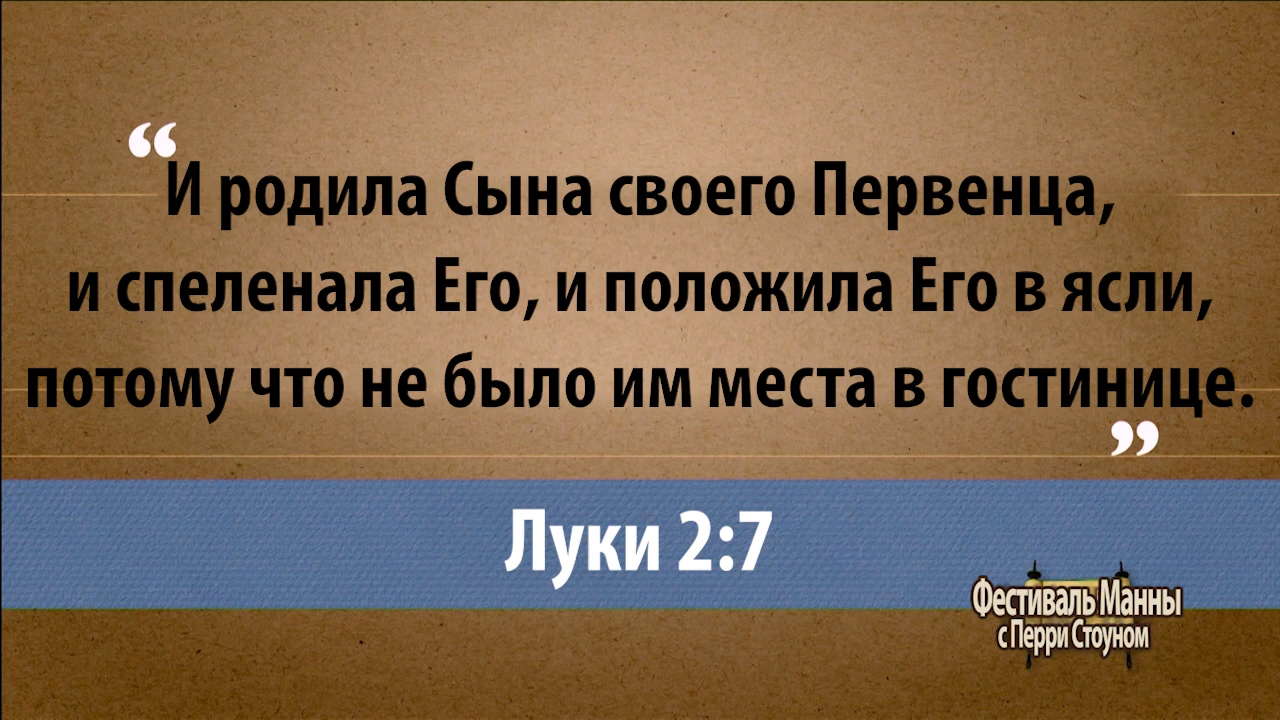 “И родила Сына своего Первенца,
и спеленала Его, и положила Его в ясли,
потому что не было им места в гостинице.”
Луки 2:7
Фестиваль Манны
с Перри Стоуном